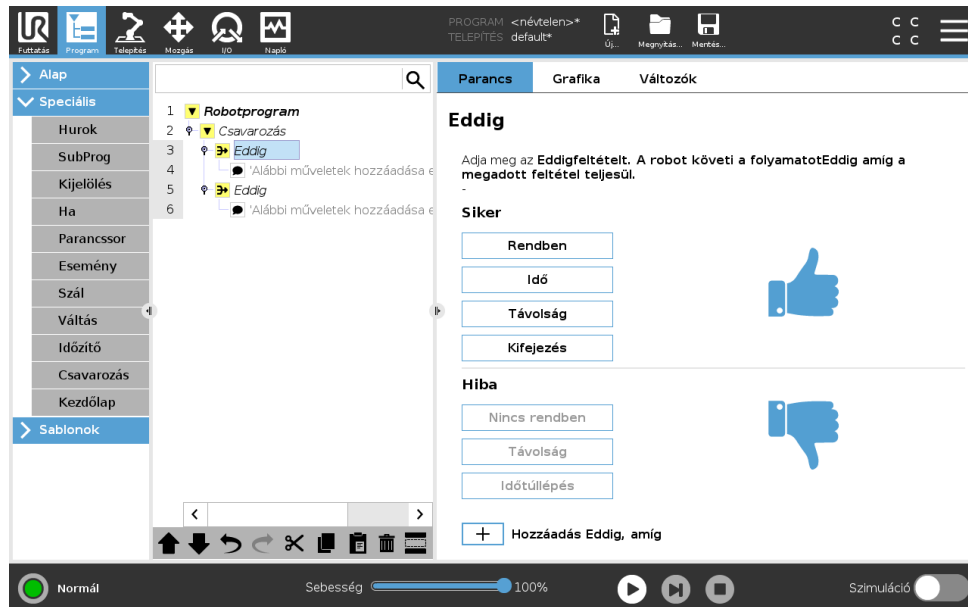 PROGRAM <névtelen>*
TELEPÍTÉS default*
Futtatás Program Telepítés Mozgás I/O Napló Új... Megnyitás... Mentés...
C C
C C
Alap
Speciális
Hurok
SubProg
Kijelölés
Ha
Parancssor
Esemény
Szál
Váltás
Időzítő
Csavarozás
Kezdőlap
Sablonok
1 Robotprogram
2 Csavarozás
3 Eddig
4 'Alábbi műveletek hozzáadása e
5 Eddig
6 'Alábbi műveletek hozzáadása e
Parancs Grafika Változók
Eddig
Adja meg az Eddigfeltételt. A robot követi a folyamatotEddig amíg a
megadott feltétel teljesül.
-
Siker
Rendben
Idő
Távolság
Kifejezés
Hiba
Nincs rendben
Távolság
Időtúllépés
+ Hozzáadás Eddig, amíg
Normál Sebesség 100% Szimuláció